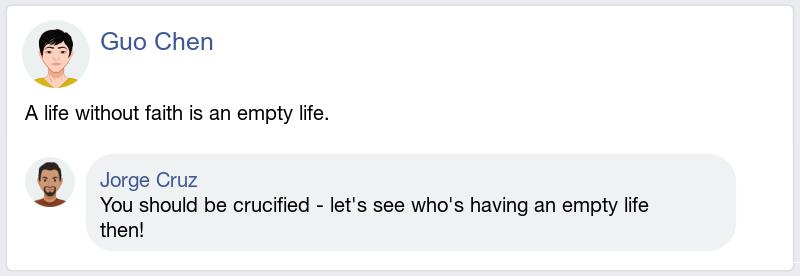 Guo Chen
A life without faith is an empty life.
Jorge Cruz
You should be crucified - let's see who's having an empty life
then!